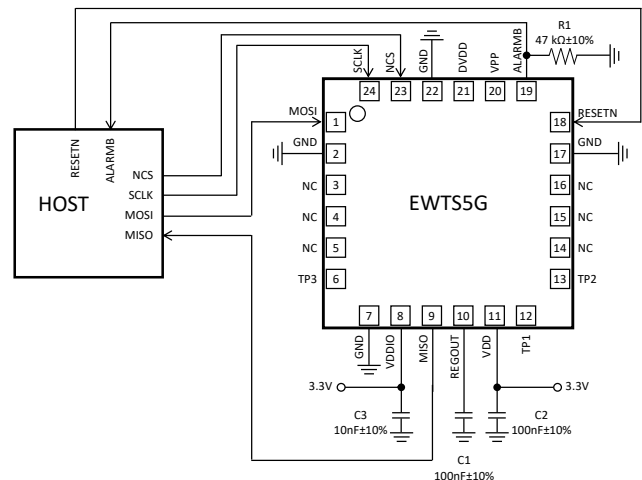 R1
47 kΩ±10%
SCLK
NCS
GND
DVDD
VPP
ALARMB
24
23
22
21
20
19
MOSI
1
18
RESETN
GND
2
17
GND
NC
3
16
NC
NC
4
15
NC
NC
5
14
NC
TP3
6
13
TP2
EWTS5G
RESETN
ALARMB
HOST
NCS
SCLK
MOSI
MISO
7
8
9
10
11
12
GND
VDDIO
MISO
REGOUT
VDD
TP1
3.3V
3.3V
C3
10nF±10%
C2
100nF±10%
C1
100nF±10%